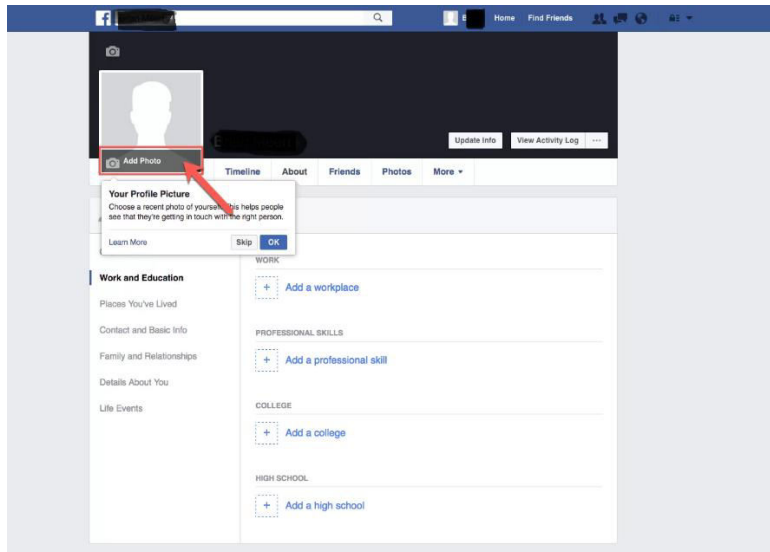 f
Home Find Friends
Update Info View Activity Log ...
Add Photo
Timeline About Friends Photos More
Your Profile Picture
Choose a recent photo of yourself. This helps people
see that they're getting in touch with the right person.
Learn More Skip OK
WORK
Work and Education
+ Add a workplace
Places You've Lived
Contact and Basic Info
PROFESSIONAL SKILLS
Family and Relationships
+ Add a professional skill
Details About You
Life Events
COLLEGE
+ Add a college
HIGH SCHOOL
+ Add a high school